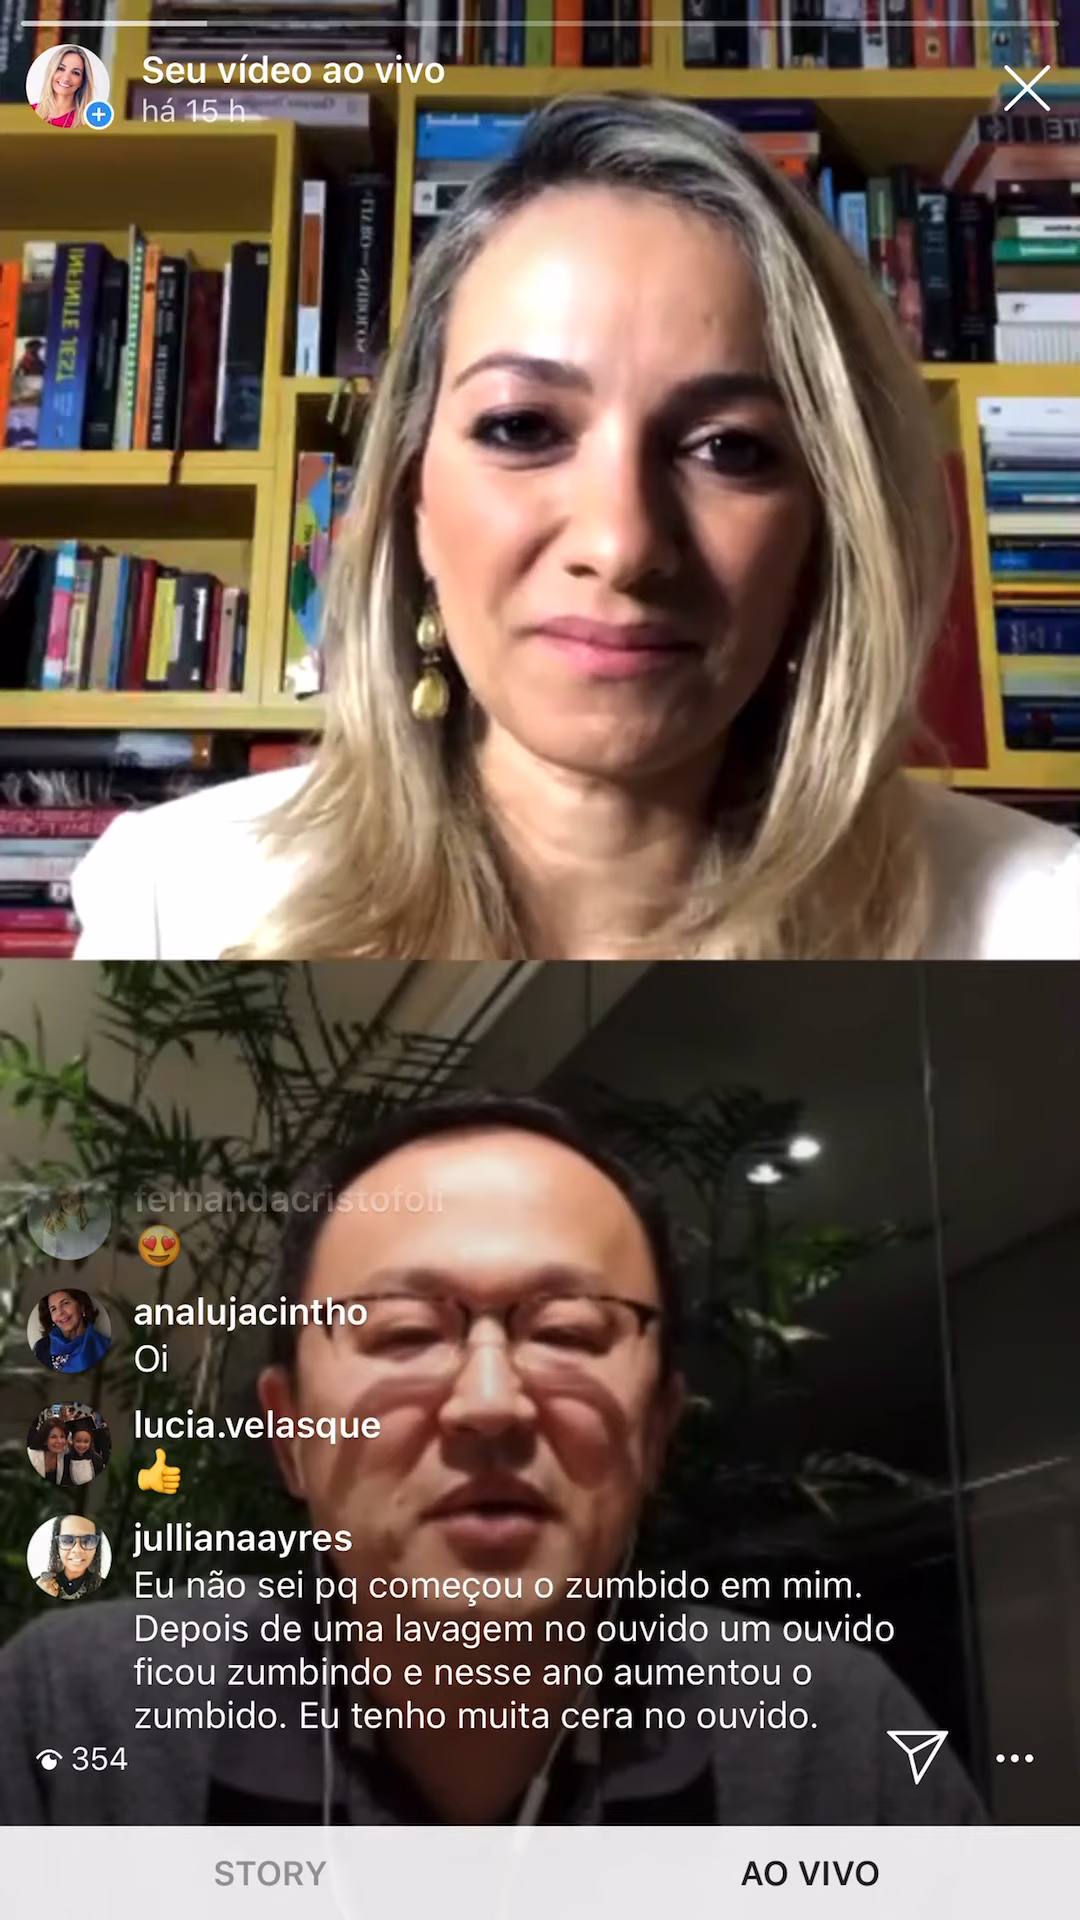 Seu vídeo ao vivo
há 15 h
INFINITE JEST
fernandacristofoli
😍
analujacintho
Oi
lucia.velasque
👍
jullianaayres
Eu não sei pq começou o zumbido em mim.
Depois de uma lavagem no ouvido um ouvido
ficou zumbindo e nesse ano aumentou o
zumbido. Eu tenho muita cera no ouvido.
354
STORY
AO VIVO